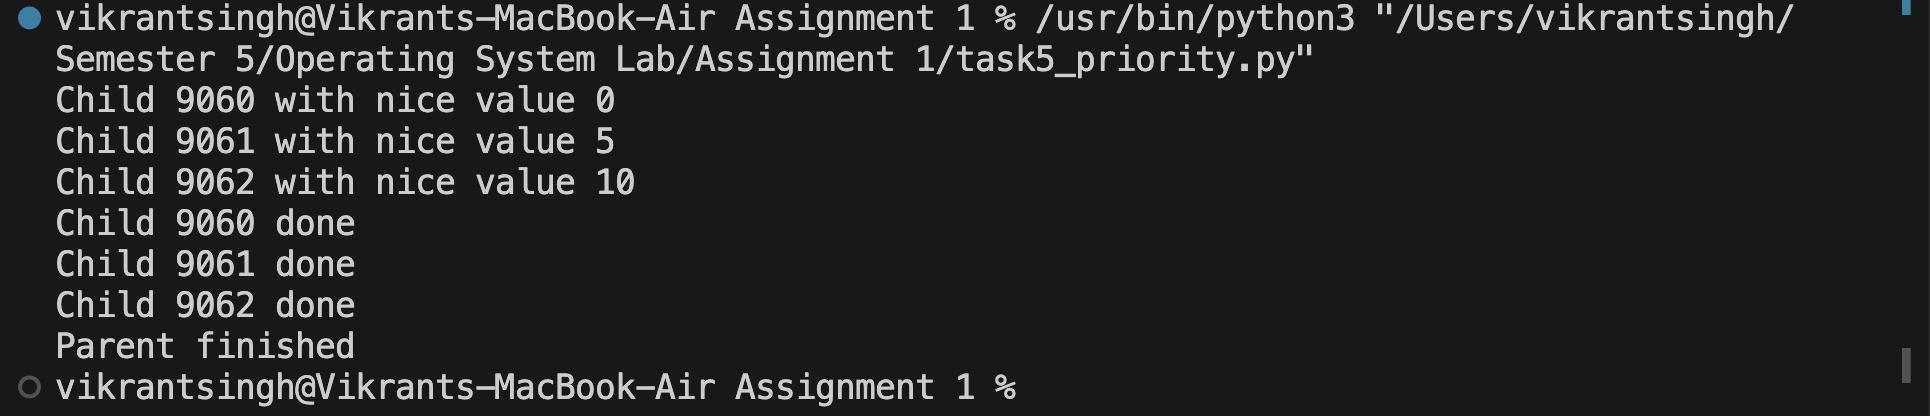 vikrantsingh@Vikrants-MacBook-Air Assignment 1 % /usr/bin/python3 "/Users/vikrantsingh/
Semester 5/Operating System Lab/Assignment 1/task5_priority.py"
Child 9060 with nice value 0
Child 9061 with nice value 5
Child 9062 with nice value 10
Child 9060 done
Child 9061 done
Child 9062 done
Parent finished
vikrantsingh@Vikrants-MacBook-Air Assignment 1 %